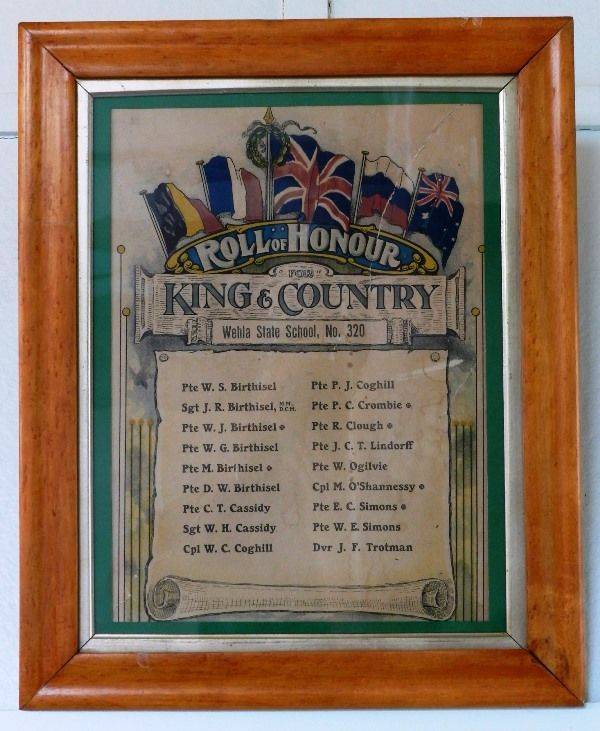 ROLL OF HONOUR
FOR
KING & COUNTRY
Wehla State School, No. 320
Pte W. S. Birthisel
Sgt J. R. Birthisel, M.M. D.C.M.
Pte W. J. Birthisel
Pte W. G. Birthisel
Pte M. Birthisel
Pte D. W. Birthisel
Pte C. T. Cassidy
Sgt W. H. Cassidy
Cpl W. C. Coghill
Pte P. J. Coghill
Pte P. C. Crombie
Pte R. Clough
Pte J. C. T. Lindorff
Pte W. Ogilvie
Cpl M. O'Shannessy
Pte E. C. Simons
Pte W. E. Simons
Dvr J. F. Trotman